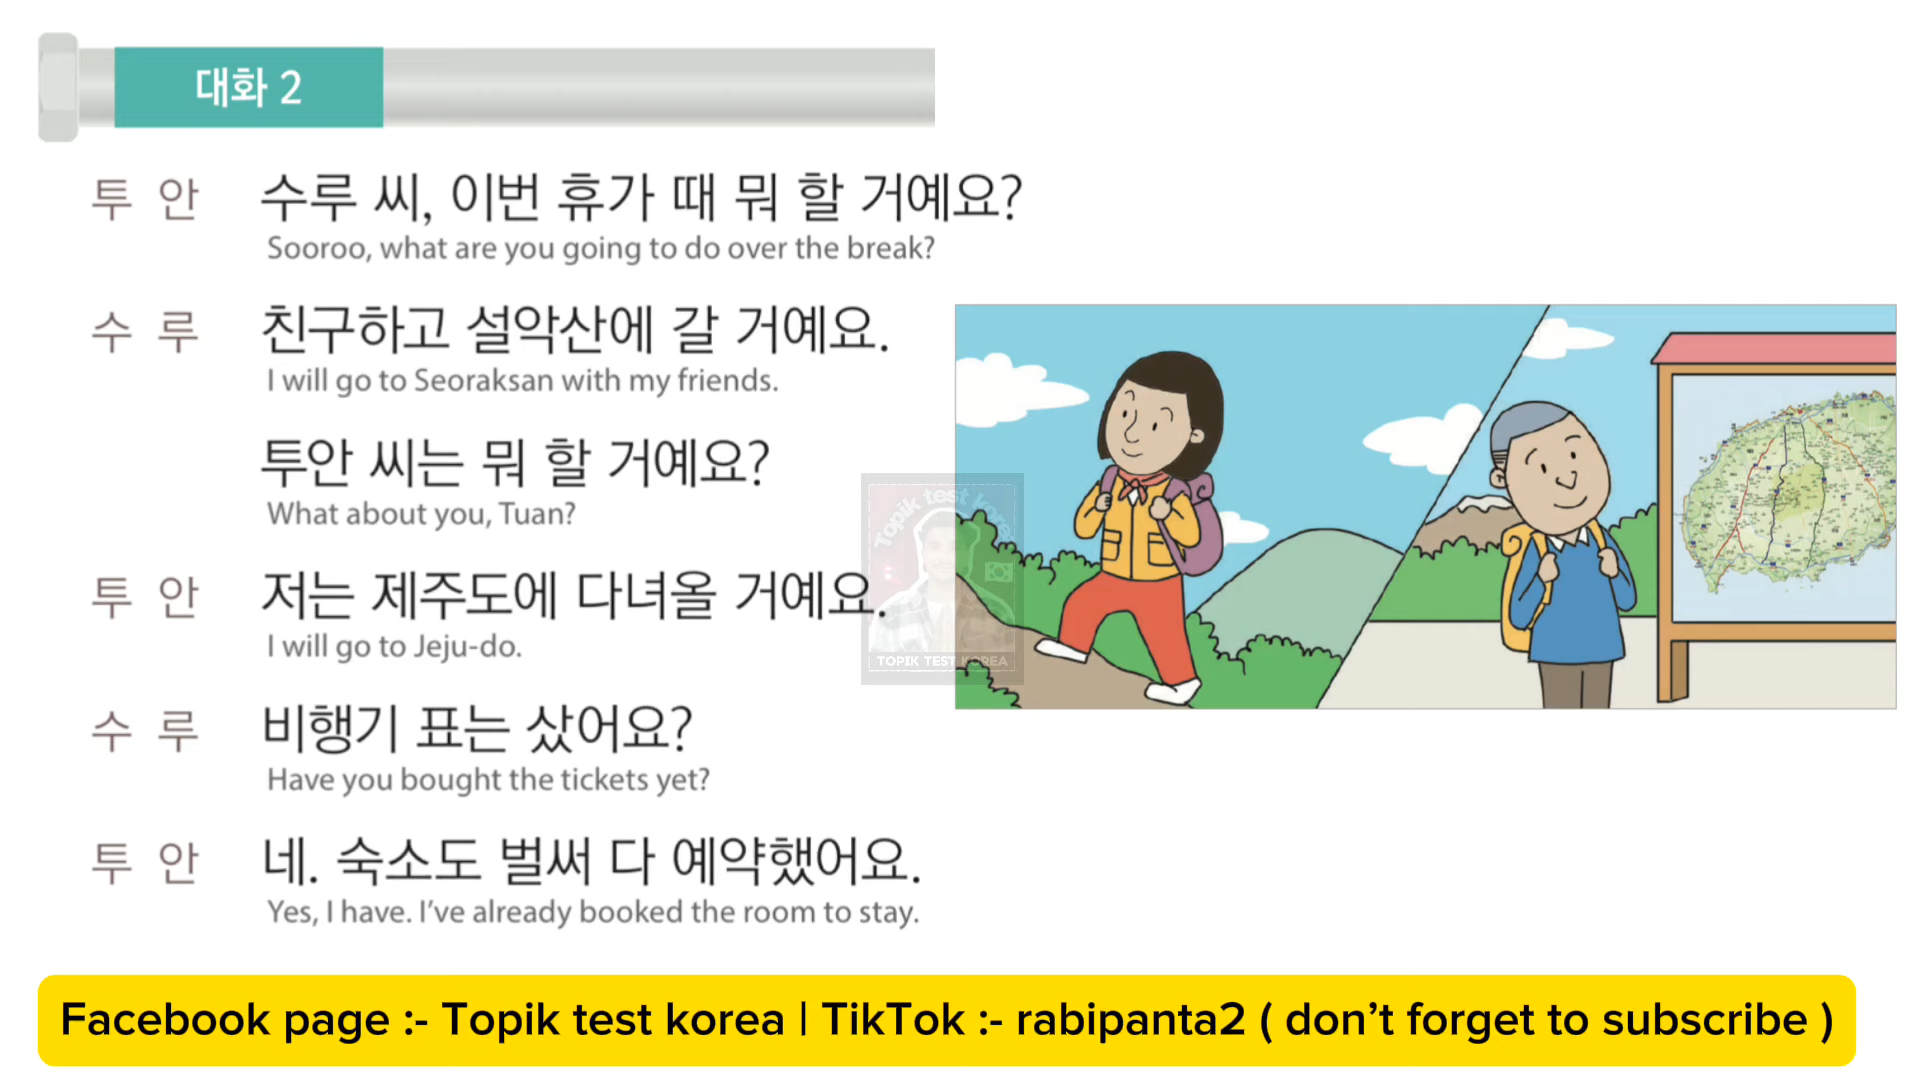 대화 2
투 안 수루 씨, 이번 휴가 때 뭐 할 거예요?
Sooroo, what are you going to do over the break?
수 루 친구하고 설악산에 갈 거예요.
I will go to Seoraksan with my friends.
투안 씨는 뭐 할 거예요?
What about you, Tuan?
투 안 저는 제주도에 다녀올 거예요.
I will go to Jeju-do.
수 루 비행기 표는 샀어요?
Have you bought the tickets yet?
투 안 네. 숙소도 벌써 다 예약했어요.
Yes, I have. I've already booked the room to stay.
Topik test korea
TOPIK TEST KOREA
Facebook page :- Topik test korea | TikTok :- rabipanta2 ( don't forget to subscribe )